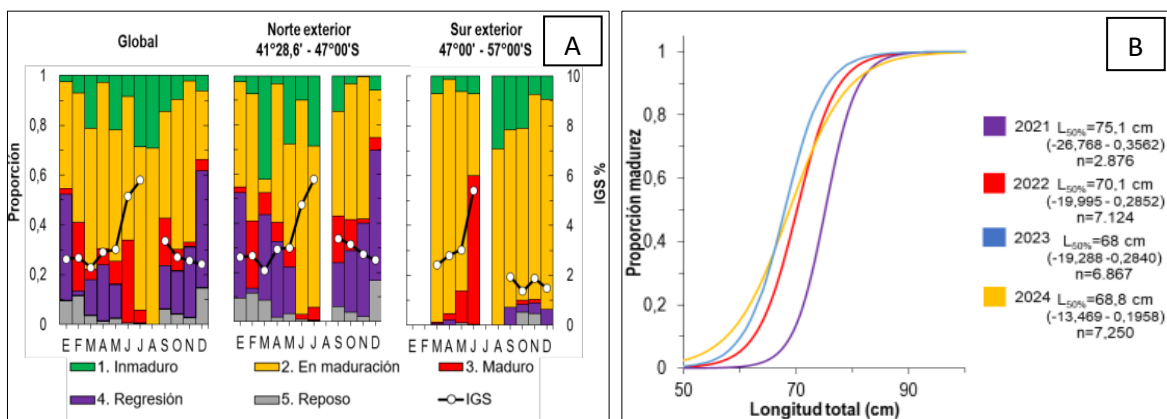 Global
Norte exterior
41°28,6' - 47°00'S
Sur exterior
47°00' - 57°00'S
A
Proporción
1
0,8
0,6
0,4
0,2
0
IGS %
10
8
6
4
2
0
E F M A M J J A S O N D
E F M A M J J A S O N D
E F M A M J J A S O N D
1. Inmaduro
2. En maduración
3. Maduro
4. Regresión
5. Reposo
IGS
B
Proporción madurez
1
0,8
0,6
0,4
0,2
0
50 70 90
Longitud total (cm)
2021 L50%=75,1 cm
(-26,768 - 0,3562)
n=2.876
2022 L50%=70,1 cm
(-19,995 - 0,2852)
n=7.124
2023 L50%=68 cm
(-19,288 -0,2840)
n=6.867
2024 L50%=68,8 cm
(-13,469 - 0,1958)
n=7,250